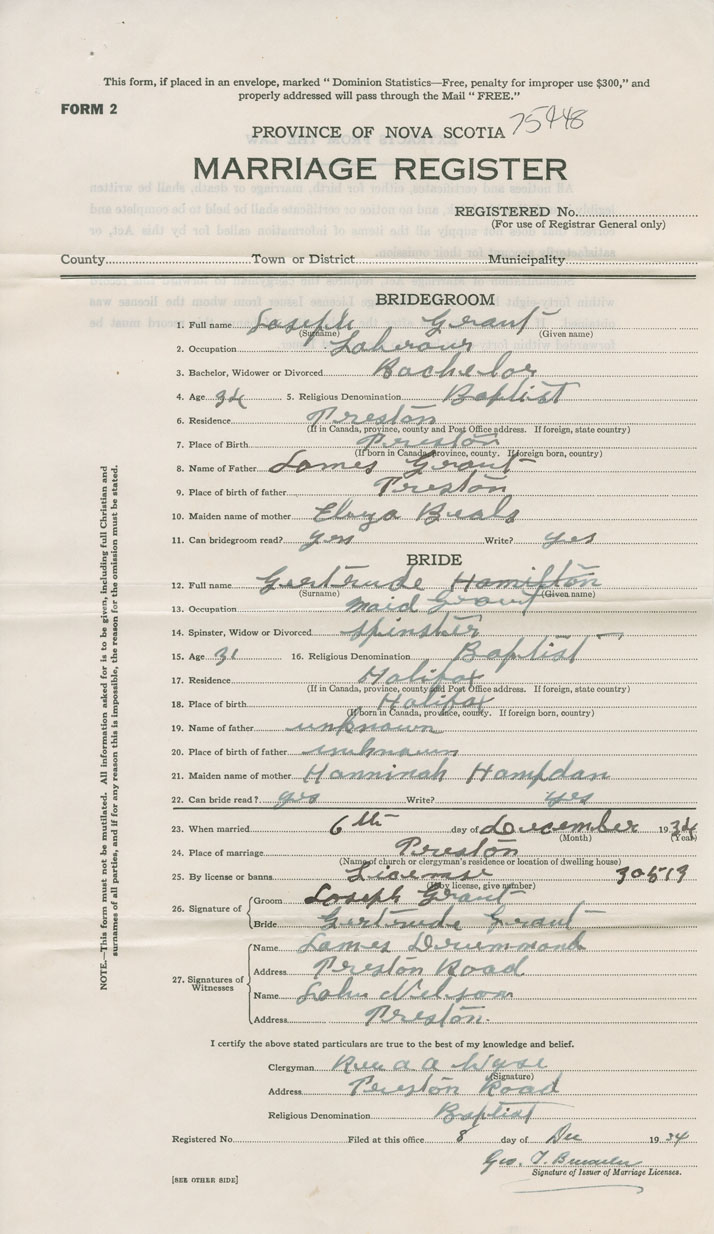 This form, if placed in an envelope, marked "Dominion Statistics—Free, penalty for improper use $300," and
properly addressed will pass through the Mail "FREE."
FORM 2
PROVINCE OF NOVA SCOTIA 75448
MARRIAGE REGISTER
REGISTERED No.
(For use of Registrar General only)
County Town or District Municipality
BRIDEGROOM
1. Full name Joseph Grant
(Surname) (Given name)
2. Occupation Labrour
3. Bachelor, Widower or Divorced Bachelor
4. Age 34 5. Religious Denomination Baptist
6. Residence Preston
(If in Canada, province, county and Post Office address. If foreign, state country)
7. Place of Birth Preston
(If born in Canada, province, county. If foreign born, country)
8. Name of Father James Grant
9. Place of birth of father Preston
10. Maiden name of mother Elyza Beals
11. Can bridegroom read? yes Write? yes
BRIDE
12. Full name Gertrude Hamilton
(Surname) (Given name)
13. Occupation maid Grant
14. Spinster, Widow or Divorced spinster
15. Age 31 16. Religious Denomination Baptist
17. Residence Halifax
(If in Canada, province, county and Post Office address. If foreign, state country)
18. Place of Birth Halifax
(If born in Canada, province, county. If foreign born, country)
19. Name of father unknown
20. Place of birth of father unknown
21. Maiden name of mother Hanninah Hampdan
22. Can bride read? yes Write? yes
23. When married 6th day of December 1934
(Month) (Year)
24. Place of marriage Preston
(Name of church or clergyman's residence or location of dwelling house)
25. By license or banns License 30519
(If by license, give number)
26. Signature of Groom Joseph Grant
Bride Gertrude Grant
27. Signatures of Witnesses Name James Drummond
Address Preston Road
Name John Nelson
Address Preston.
I certify the above stated particulars are true to the best of my knowledge and belief.
Clergyman Rev a a Wyse
(Signature)
Address Preston Road
Religious Denomination Baptist
Registered No. Filed at this office 8 day of Dec 1934
Geo. T.
Signature of Issuer of Marriage Licenses.
[SEE OTHER SIDE]
NOTE.—This form must not be mutilated. All information asked for is to be given, including full Christian and
surnames of all parties, and if for any reason this is impossible, the reason for the omission must be stated.